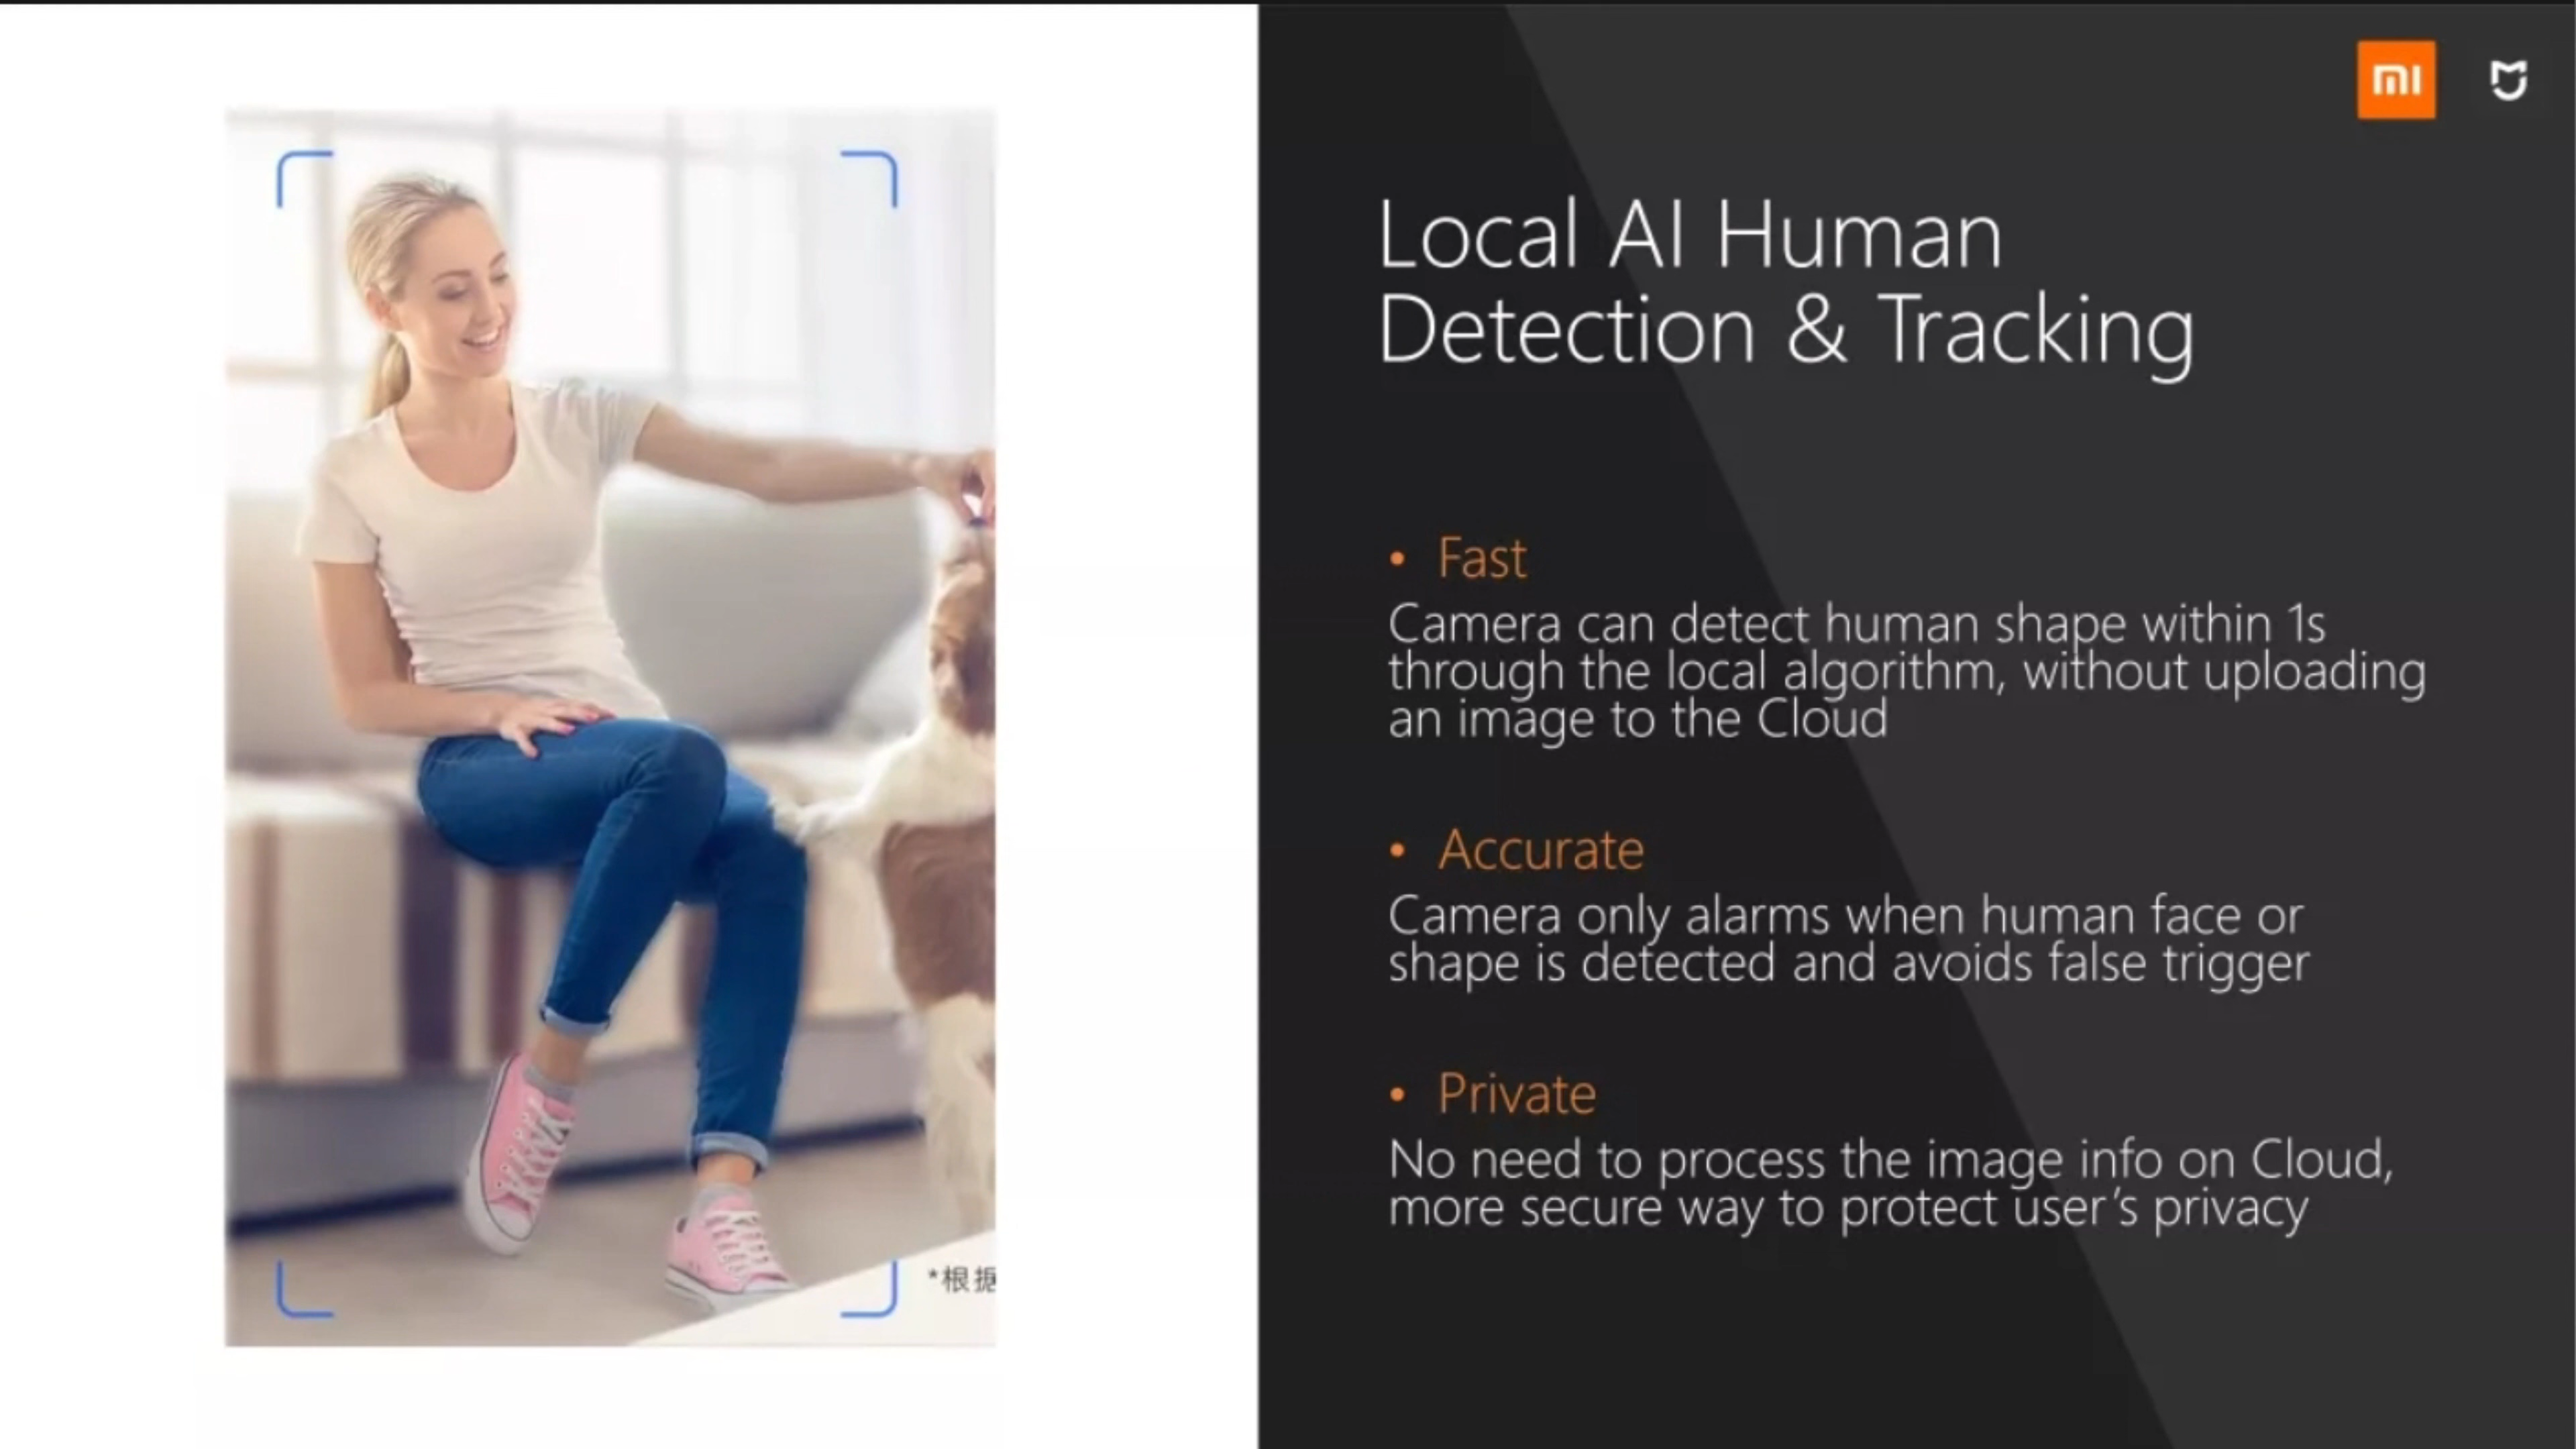 mi
Local AI Human
Detection & Tracking
• Fast
Camera can detect human shape within 1s
through the local algorithm, without uploading
an image to the Cloud
• Accurate
Camera only alarms when human face or
shape is detected and avoids false trigger
• Private
No need to process the image info on Cloud,
more secure way to protect user’s privacy
*根据